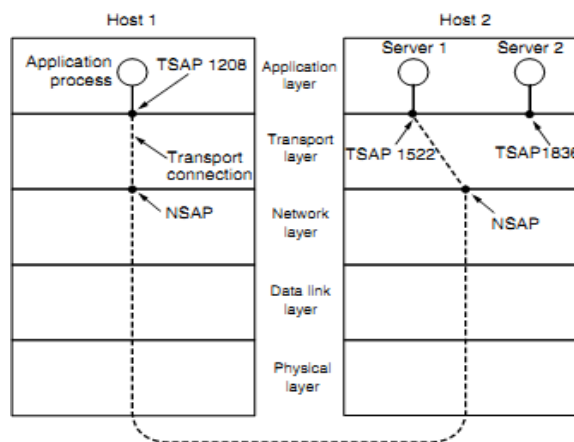 Host 1
Host 2
Application
process
TSAP 1208
Application
layer
Server 1
Server 2
Transport
connection
Transport
layer
TSAP 1522
TSAP1836
NSAP
Network
layer
NSAP
Data link
layer
Physical
layer